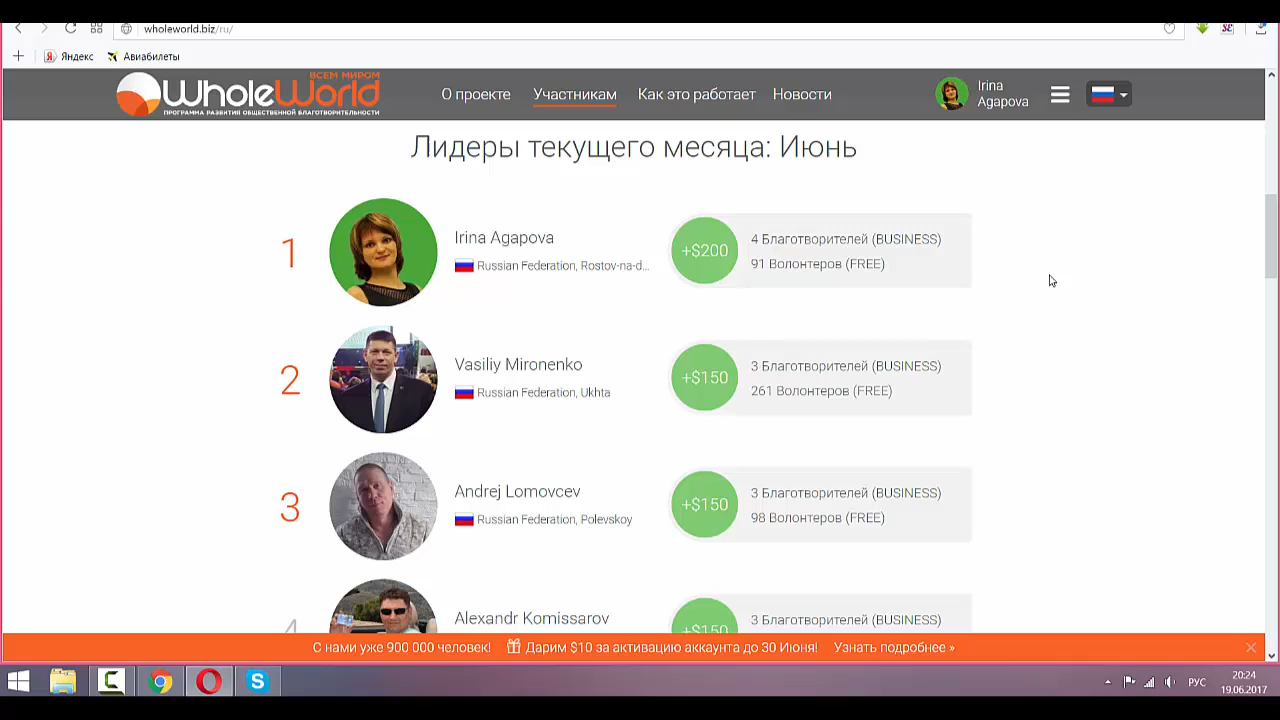 wholeworld.biz/ru/
Яндекс
Авиабилеты
ВСЕМ МИРОМ
WholeWorld
ПРОГРАММА РАЗВИТИЯ ОБЩЕСТВЕННОЙ БЛАГОТВОРИТЕЛЬНОСТИ
О проекте
Участникам
Как это работает
Новости
Irina
Agapova
Лидеры текущего месяца: Июнь
1
Irina Agapova
Russian Federation, Rostov-na-d...
+$200
4 Благотворителей (BUSINESS)
91 Волонтеров (FREE)
2
Vasiliy Mironenko
Russian Federation, Ukhta
+$150
3 Благотворителей (BUSINESS)
261 Волонтеров (FREE)
3
Andrej Lomovcev
Russian Federation, Polevskoy
+$150
3 Благотворителей (BUSINESS)
98 Волонтеров (FREE)
4
Alexandr Komissarov
+$150
3 Благотворителей (BUSINESS)
С нами уже 900 000 человек!
Дарим $10 за активацию аккаунта до 30 Июня!
Узнать подробнее »
РУС
20:24
19.06.2017